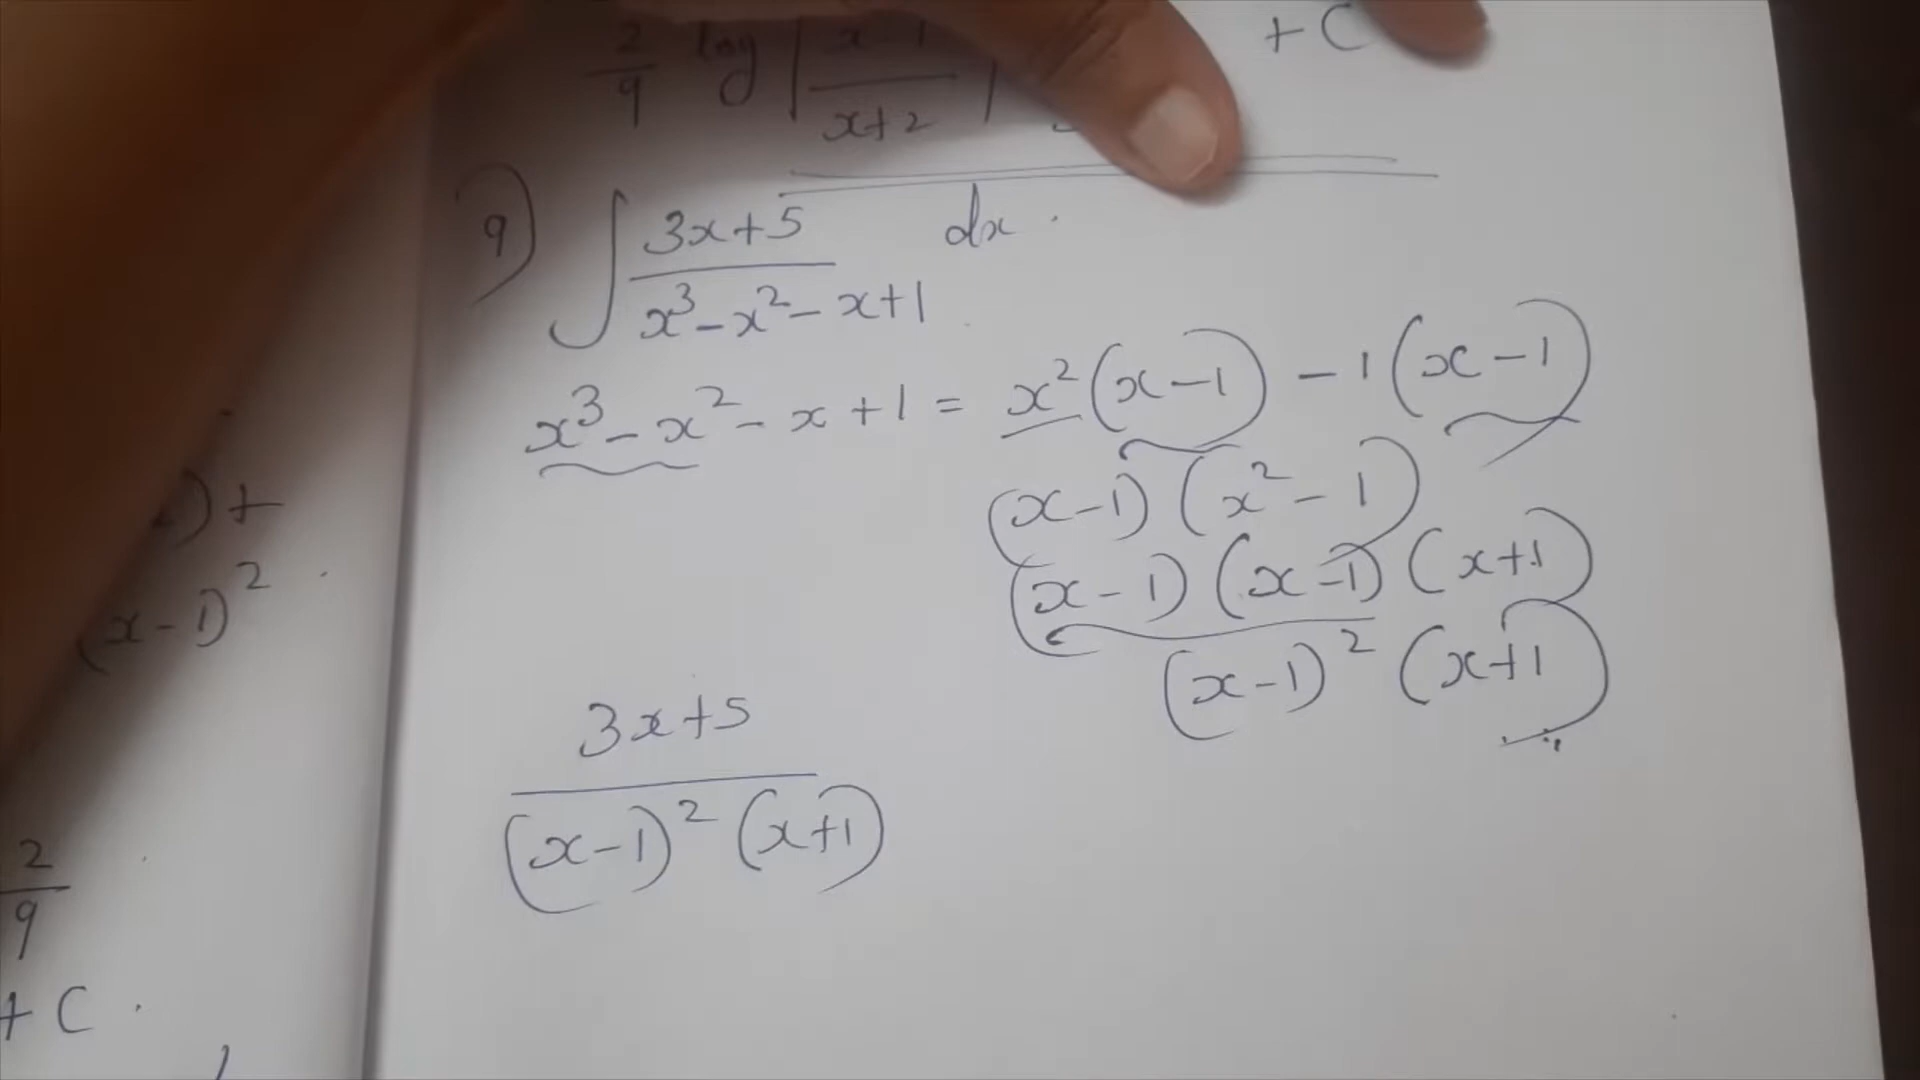 2/9 log | x-1 / x+2 | + C
9) ∫ 3x+5 / x³-x²-x+1 dx.
x³-x²-x+1 = x²(x-1) -1(x-1)
(x-1)(x²-1)
(x-1)(x-1)(x+1)
(x-1)²(x+1)
3x+5 / (x-1)²(x+1)
)+
(x-1)².
2/9
+ C.